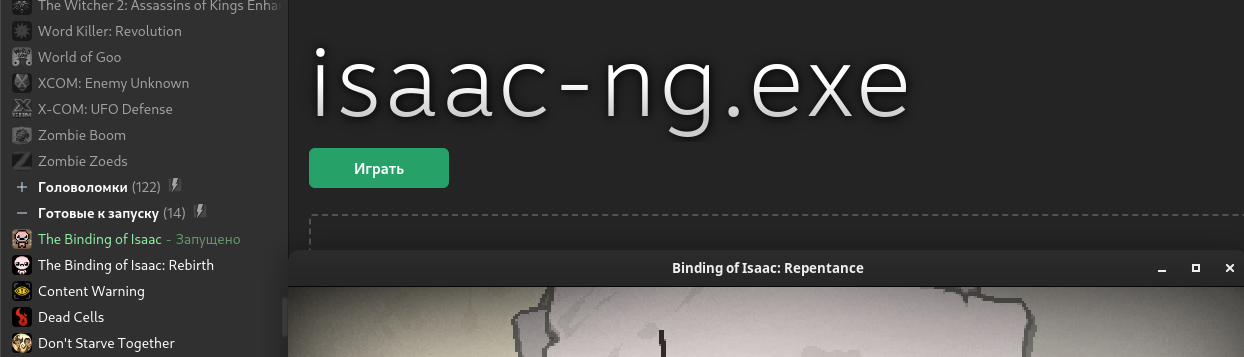 The Witcher 2: Assassins of Kings Enha
Word Killer: Revolution
World of Goo
XCOM: Enemy Unknown
X-COM: UFO Defense
Zombie Boom
Zombie Zoeds
+ Головоломки (122)
− Готовые к запуску (14)
The Binding of Isaac - Запущено
The Binding of Isaac: Rebirth
Content Warning
Dead Cells
Don't Starve Together
isaac-ng.exe
Играть
Binding of Isaac: Repentance